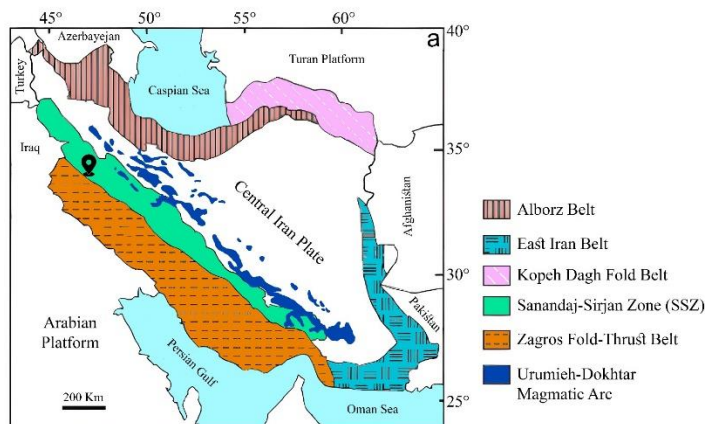 45° 50° 55° 60° 40°
Azerbayejan
a
Turan Platform
Turkey
Caspian Sea
35°
Iraq
Afghanistan
Central Iran Plate
30°
Pakistan
Arabian
Platform
Persian Gulf
200 Km
Oman Sea
25°
Alborz Belt
East Iran Belt
Kopeh Dagh Fold Belt
Sanandaj-Sirjan Zone (SSZ)
Zagros Fold-Thrust Belt
Urumieh-Dokhtar
Magmatic Arc